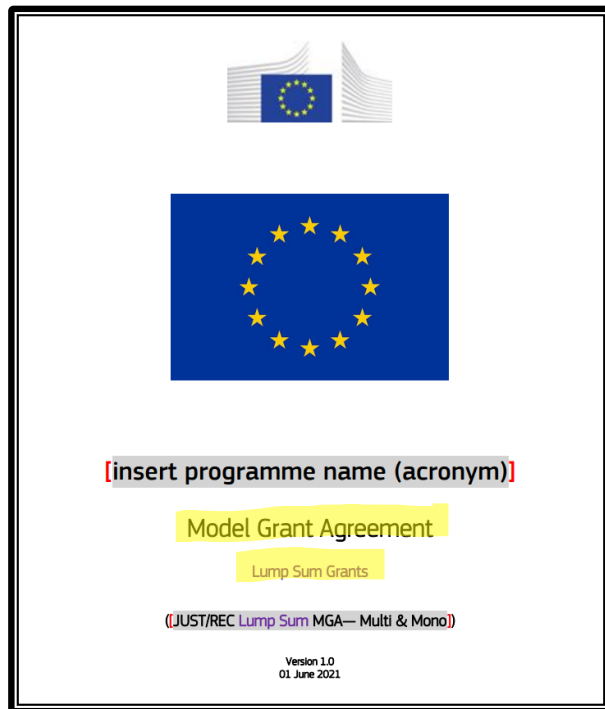 [insert programme name (acronym)]
Model Grant Agreement
Lump Sum Grants
([JUST/REC Lump Sum MGA— Multi & Mono])
Version 1.0
01 June 2021